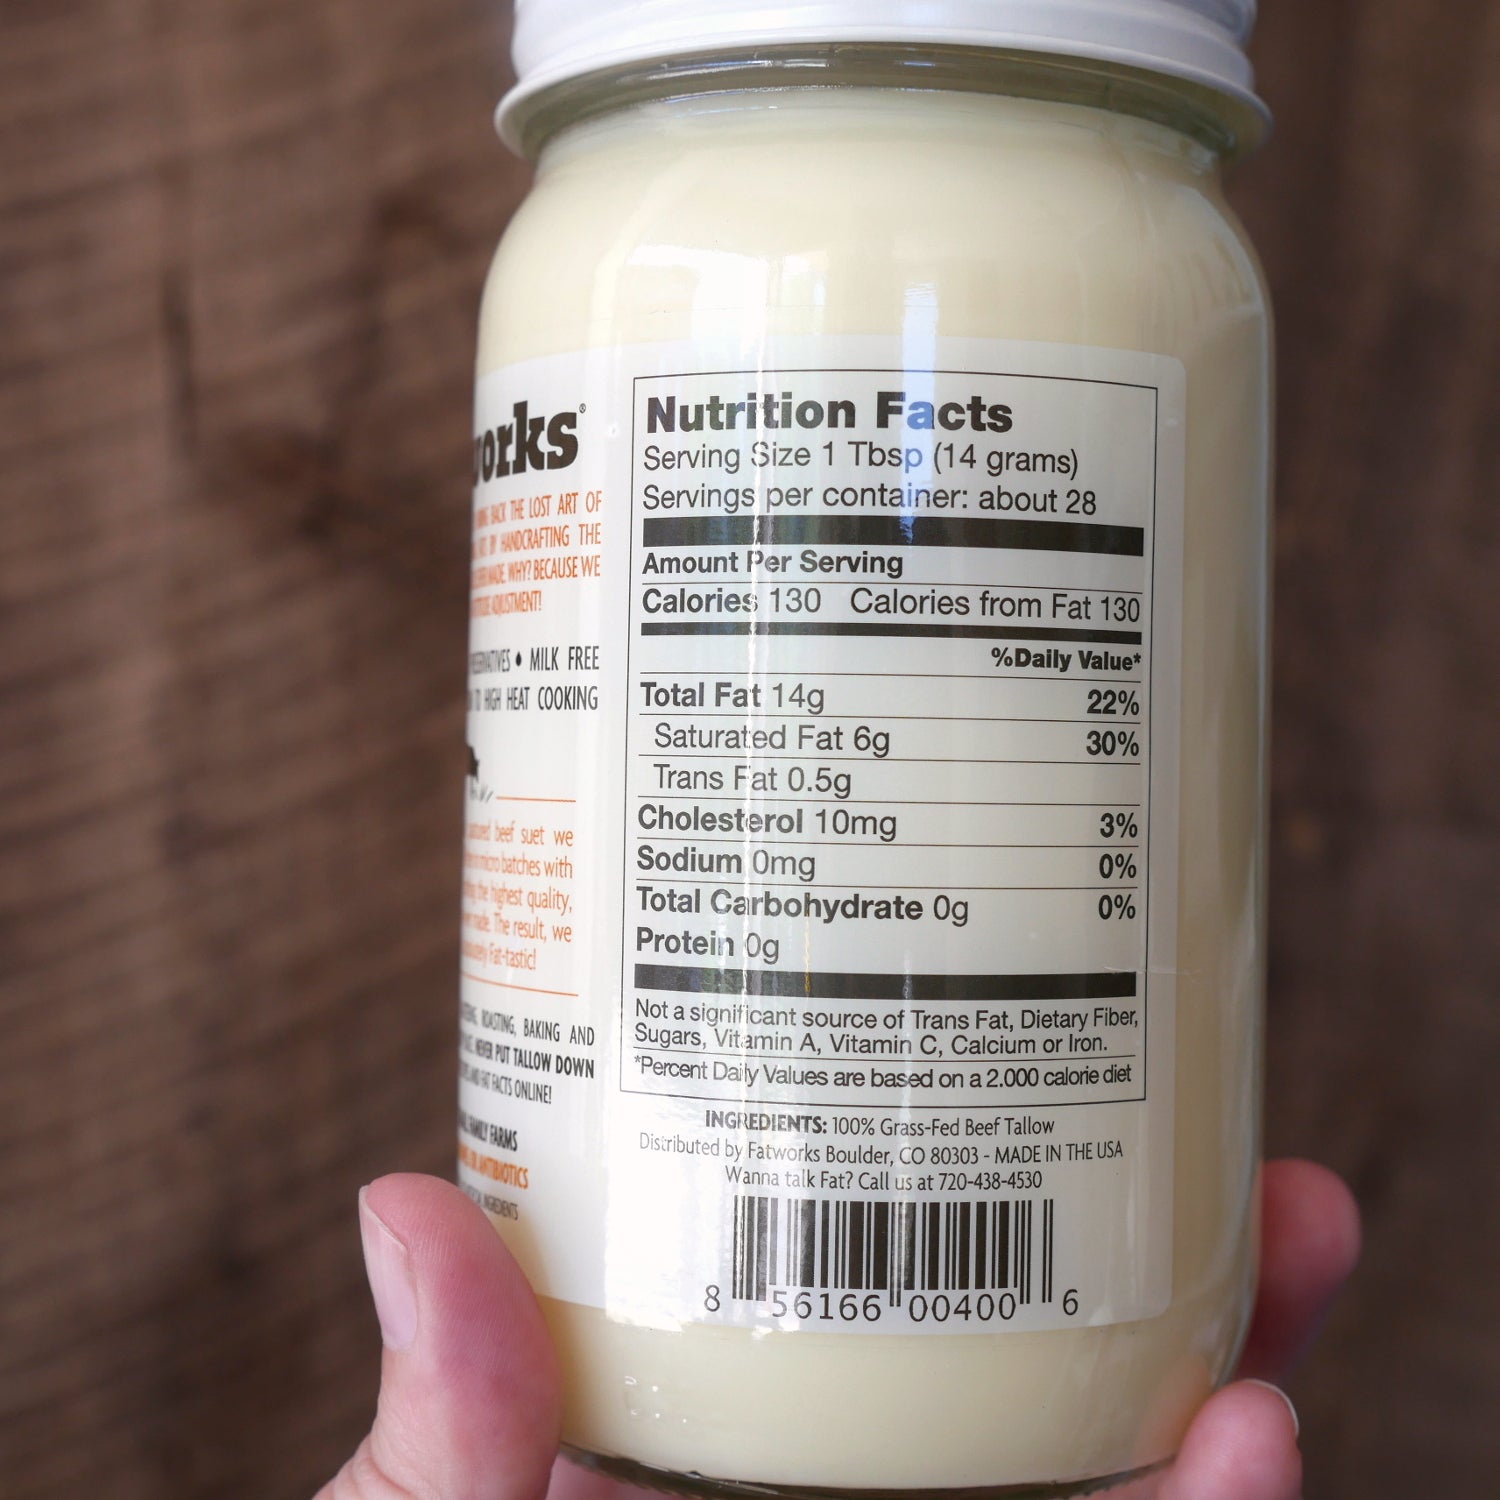 orks®
BACK THE LOST ART OF
BY HANDCRAFTING THE
MADE. WHY? BECAUSE WE
ADJUSTMENT!
• MILK FREE
HIGH HEAT COOKING
beef suet we
micro batches with
the highest quality,
made. The result, we
Fat-tastic!
ROASTING, BAKING AND
NEVER PUT TALLOW DOWN
AND FAT FACTS ONLINE!
FAMILY FARMS
OR ANTIBIOTICS
INGREDIENTS
Nutrition Facts
Serving Size 1 Tbsp (14 grams)
Servings per container: about 28
Amount Per Serving
Calories 130 Calories from Fat 130
%Daily Value*
Total Fat 14g 22%
Saturated Fat 6g 30%
Trans Fat 0.5g
Cholesterol 10mg 3%
Sodium 0mg 0%
Total Carbohydrate 0g 0%
Protein 0g
Not a significant source of Trans Fat, Dietary Fiber,
Sugars, Vitamin A, Vitamin C, Calcium or Iron.
*Percent Daily Values are based on a 2.000 calorie diet
INGREDIENTS: 100% Grass-Fed Beef Tallow
Distributed by Fatworks Boulder, CO 80303 - MADE IN THE USA
Wanna talk Fat? Call us at 720-438-4530
8 56166 00400 6